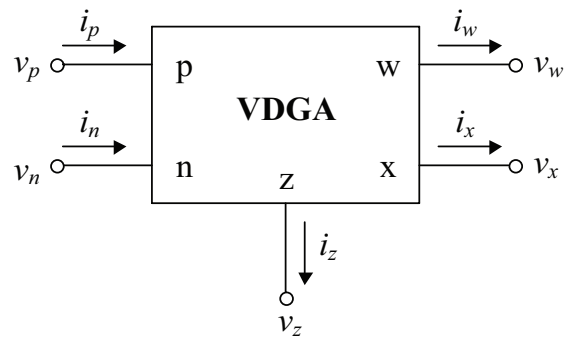 i_p i_w
v_p p w v_w
VDGA
i_n i_x
v_n n x v_x
z
i_z
v_z